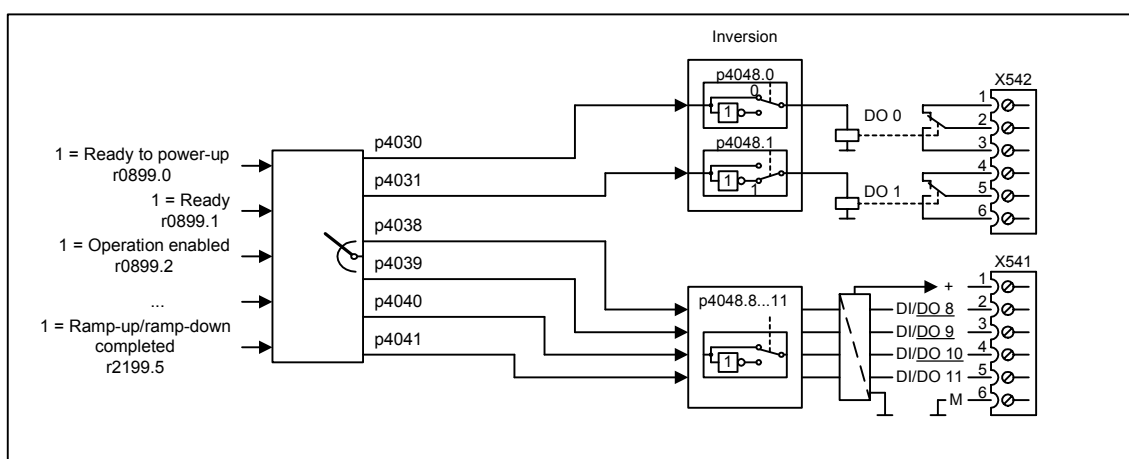 Inversion
1 = Ready to power-up
r0899.0
1 = Ready
r0899.1
1 = Operation enabled
r0899.2
...
1 = Ramp-up/ramp-down
completed
r2199.5
p4030
p4031
p4038
p4039
p4040
p4041
p4048.0
0
1
p4048.1
1
1
p4048.8...11
1
DO 0
DO 1
X542
1
2
3
4
5
6
X541
+ 1
DI/DO 8 2
DI/DO 9 3
DI/DO 10 4
DI/DO 11 5
M 6